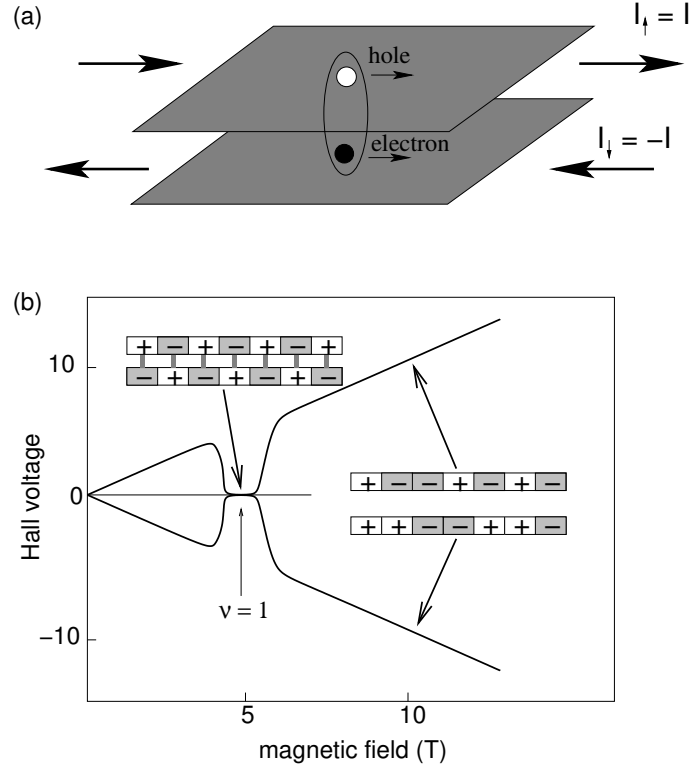 (a)
I↑ = I
hole
electron
I↓ = −I
(b)
+ − + − + − +
− + − + − + −
10
+ − − + − + −
0
+ + − − + + −
ν = 1
−10
5
10
Hall voltage
magnetic field (T)